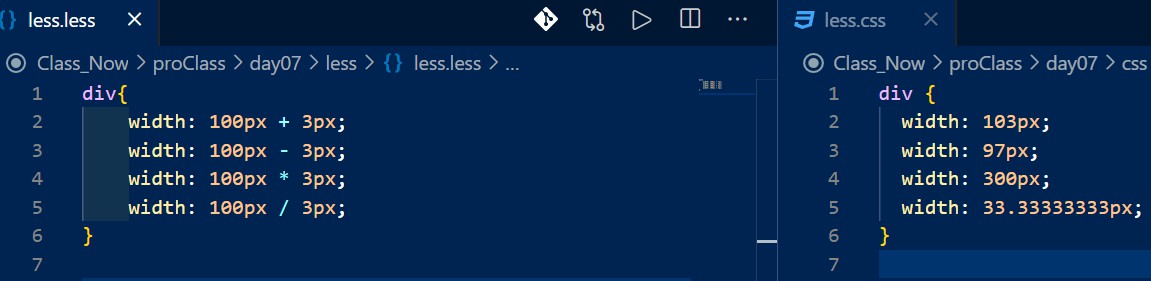 less.less
Class_Now > proClass > day07 > less > {} less.less > ...
1 div{
2 width: 100px + 3px;
3 width: 100px - 3px;
4 width: 100px * 3px;
5 width: 100px / 3px;
6 }
7
less.css
Class_Now > proClass > day07 > css
1 div {
2 width: 103px;
3 width: 97px;
4 width: 300px;
5 width: 33.33333333px;
6 }
7